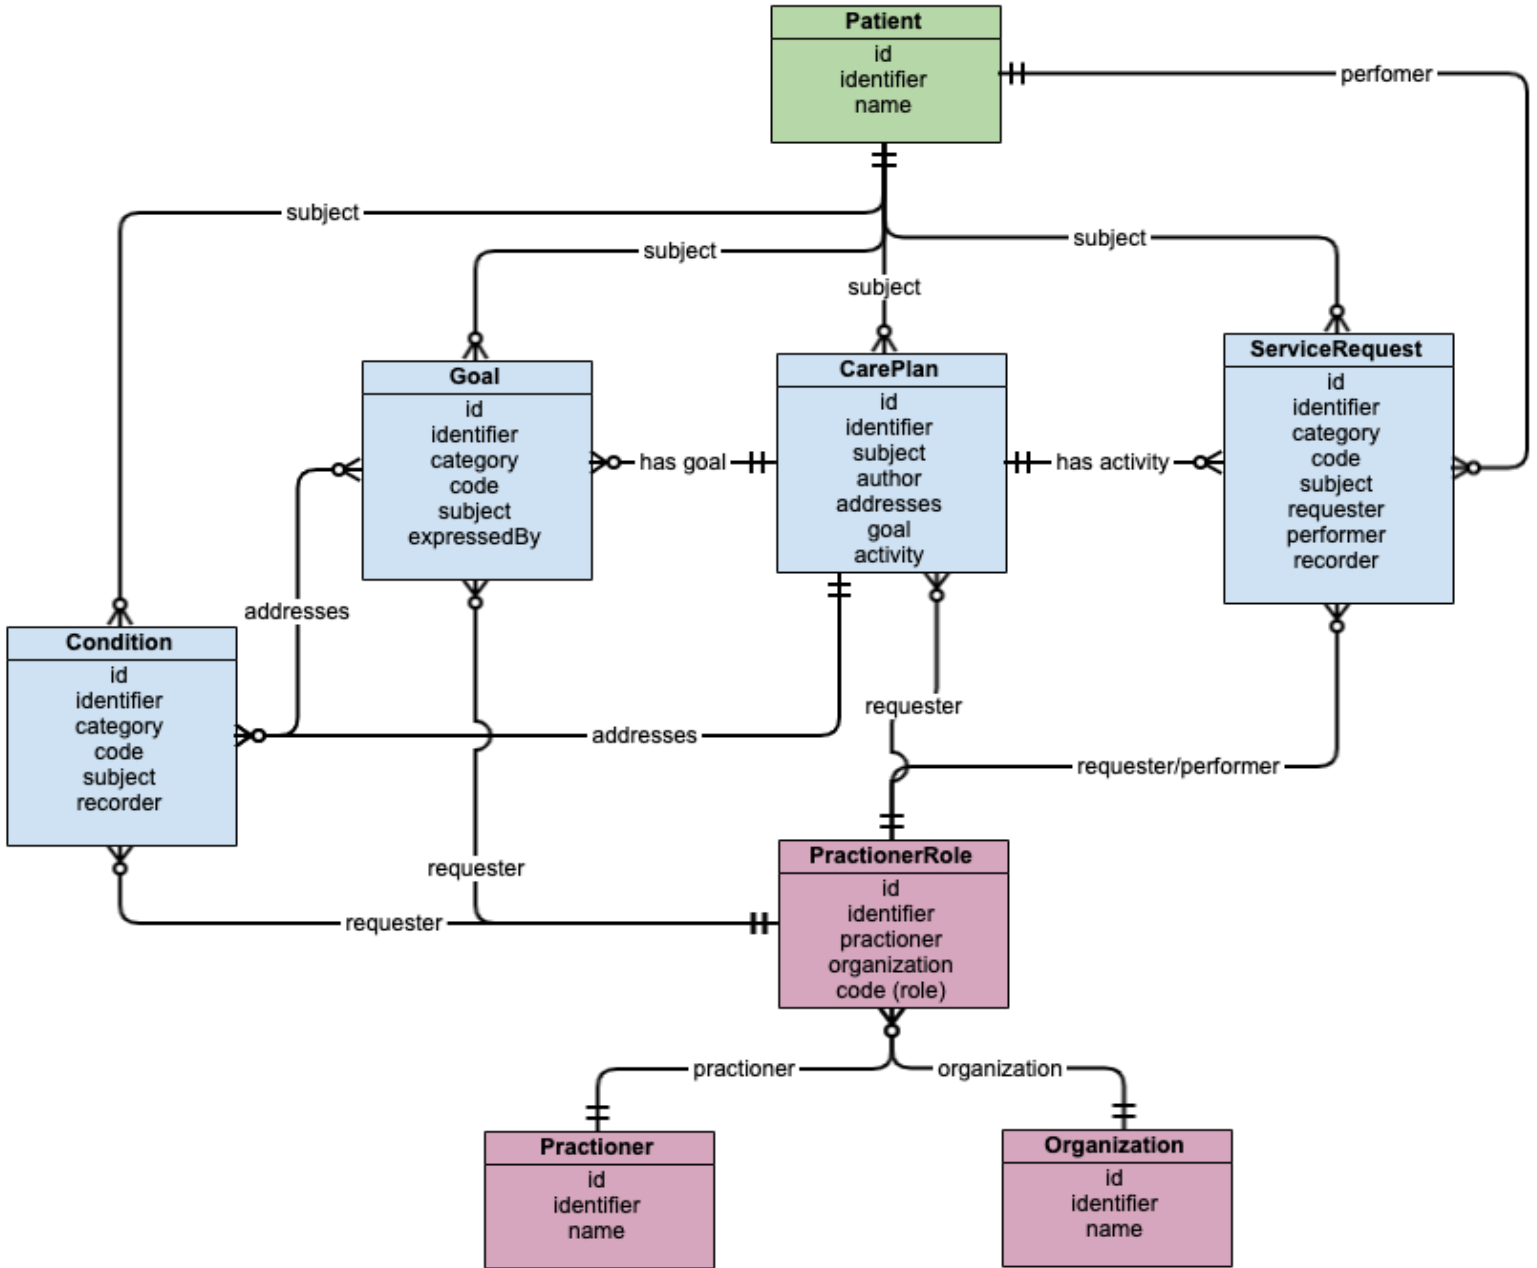 Patient
id
identifier
name
perfomer
subject
subject
subject
subject
Goal
id
identifier
category
code
subject
expressedBy
has goal
CarePlan
id
identifier
subject
author
addresses
goal
activity
has activity
ServiceRequest
id
identifier
category
code
subject
requester
performer
recorder
addresses
Condition
id
identifier
category
code
subject
recorder
addresses
requester
requester/performer
requester
requester
PractionerRole
id
identifier
practioner
organization
code (role)
practioner
organization
Practioner
id
identifier
name
Organization
id
identifier
name